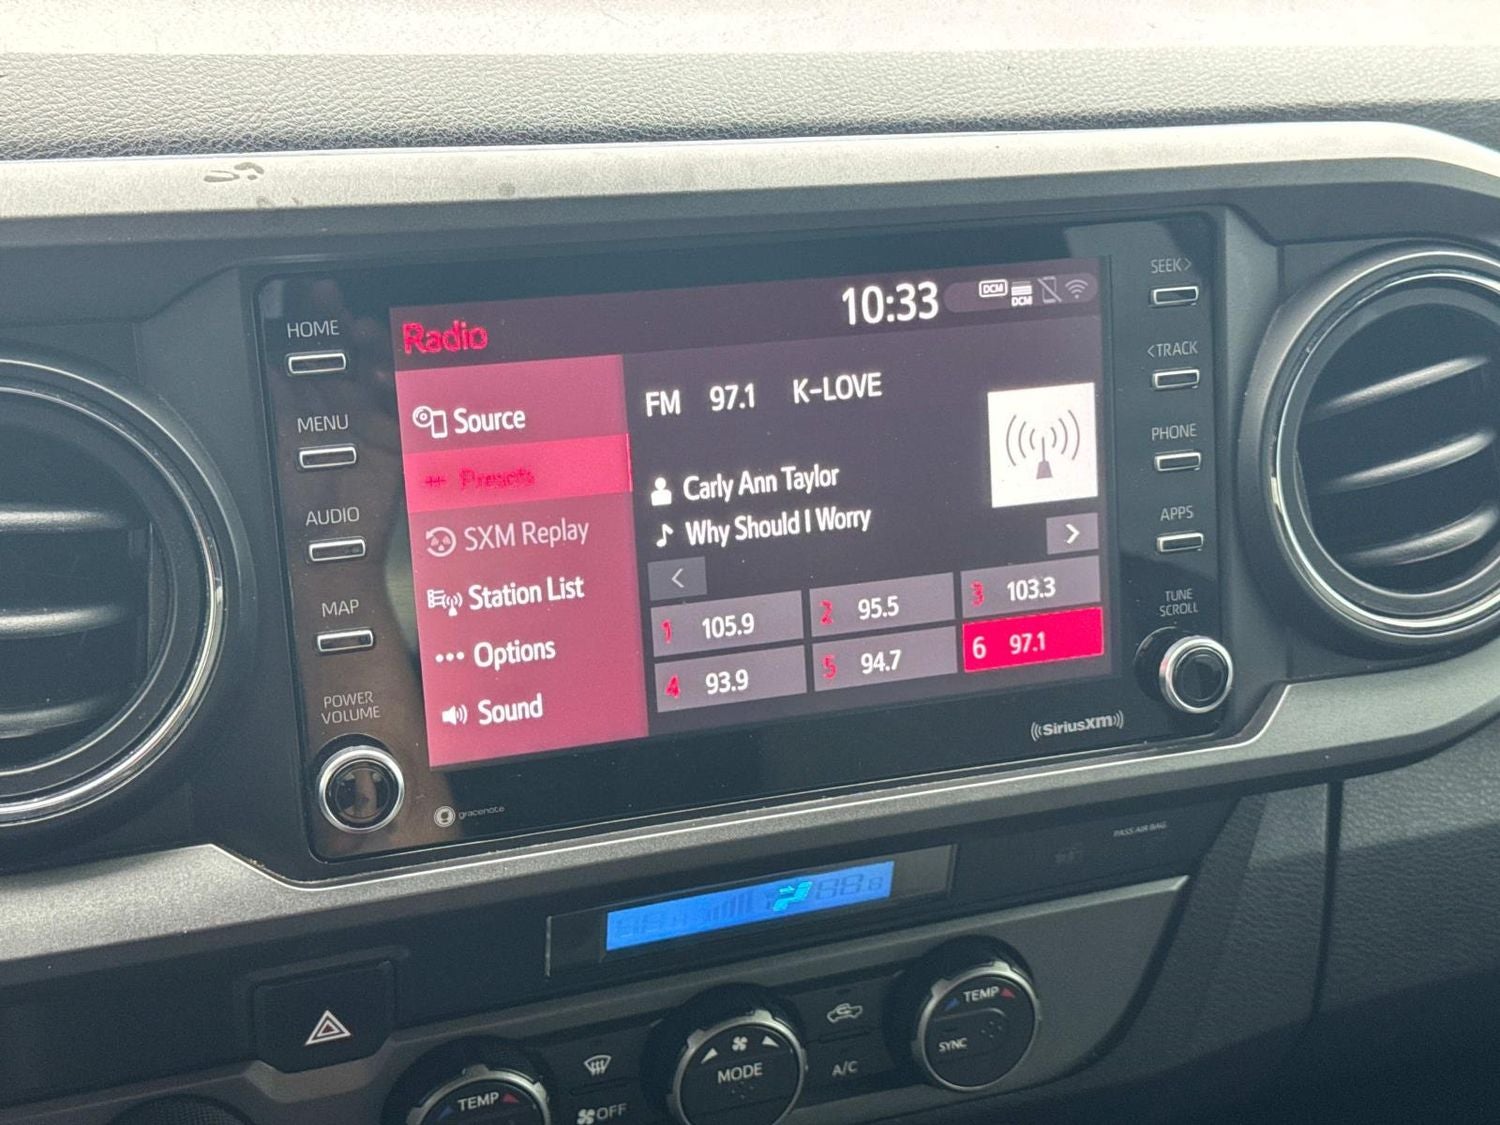 HOME
MENU
AUDIO
MAP
POWER
VOLUME
Radio
10:33
DCM
DCM
Source
Presets
SXM Replay
Station List
Options
Sound
FM 97.1 K-LOVE
Carly Ann Taylor
Why Should I Worry
< >
1 105.9
2 95.5
3 103.3
4 93.9
5 94.7
6 97.1
SEEK>
<TRACK
PHONE
APPS
TUNE
SCROLL
gracenote
((SiriusXM))
PASS AIR BAG
TEMP
OFF
MODE
A/C
TEMP
SYNC